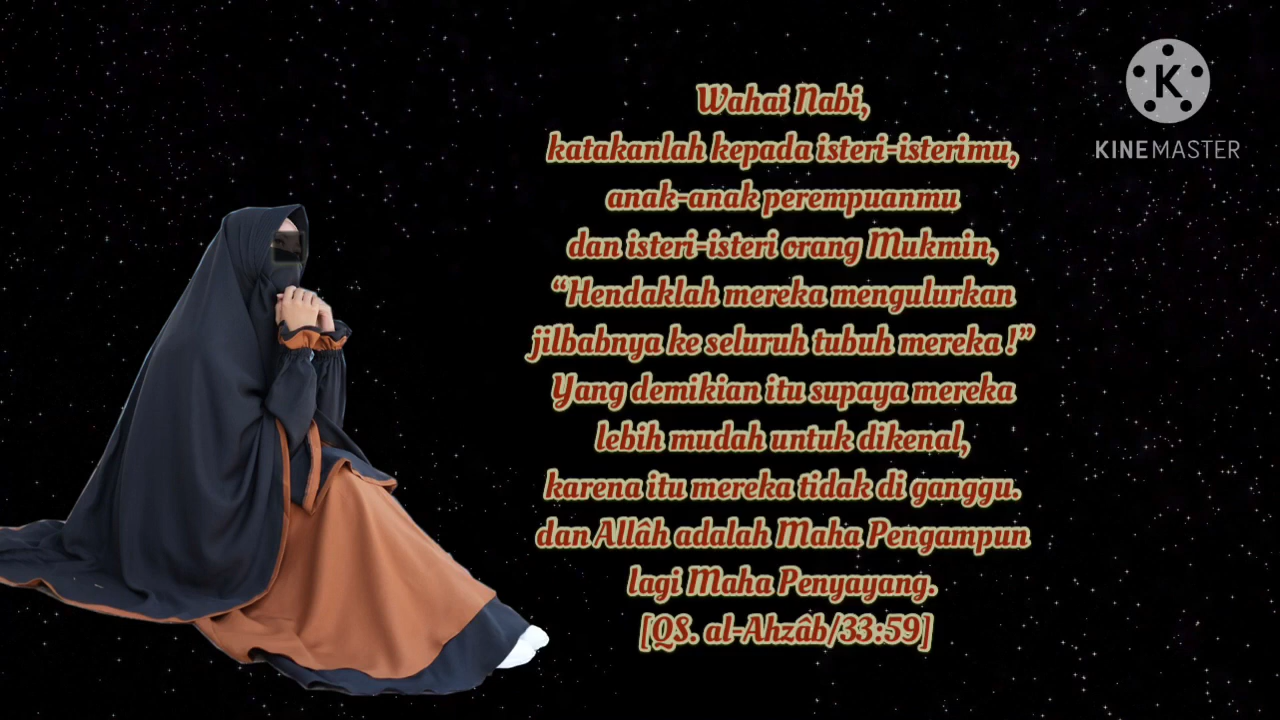 Wahai Nabi,
katakanlah kepada isteri-isterimu,
anak-anak perempuanmu
dan isteri-isteri orang Mukmin,
“Hendaklah mereka mengulurkan
jilbabnya ke seluruh tubuh mereka !”
Yang demikian itu supaya mereka
lebih mudah untuk dikenal,
karena itu mereka tidak di ganggu.
dan Allâh adalah Maha Pengampun
lagi Maha Penyayang.
[QS. al-Ahzâb/33:59]
K
KINEMASTER